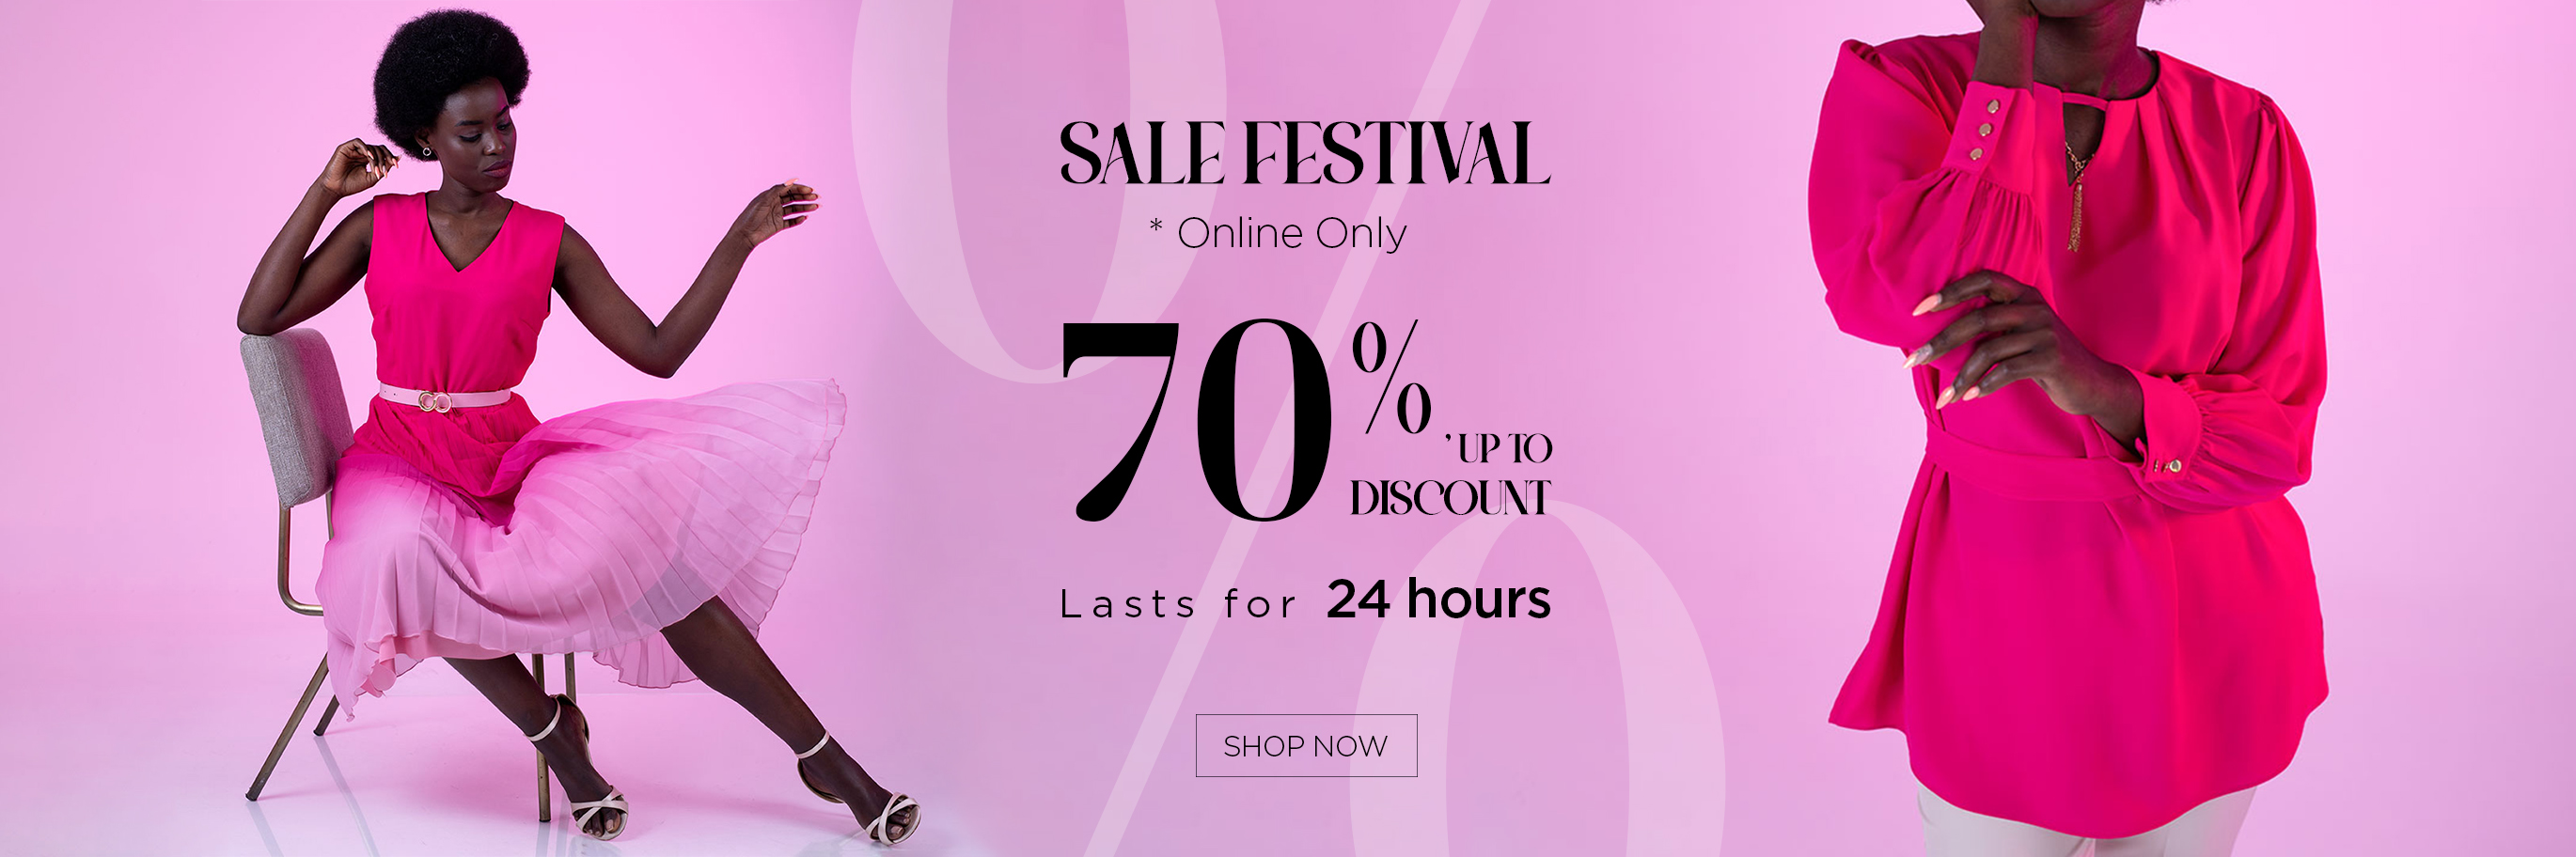 SALE FESTIVAL
* Online Only
70%
' UP TO
DISCOUNT
Lasts for 24 hours
SHOP NOW